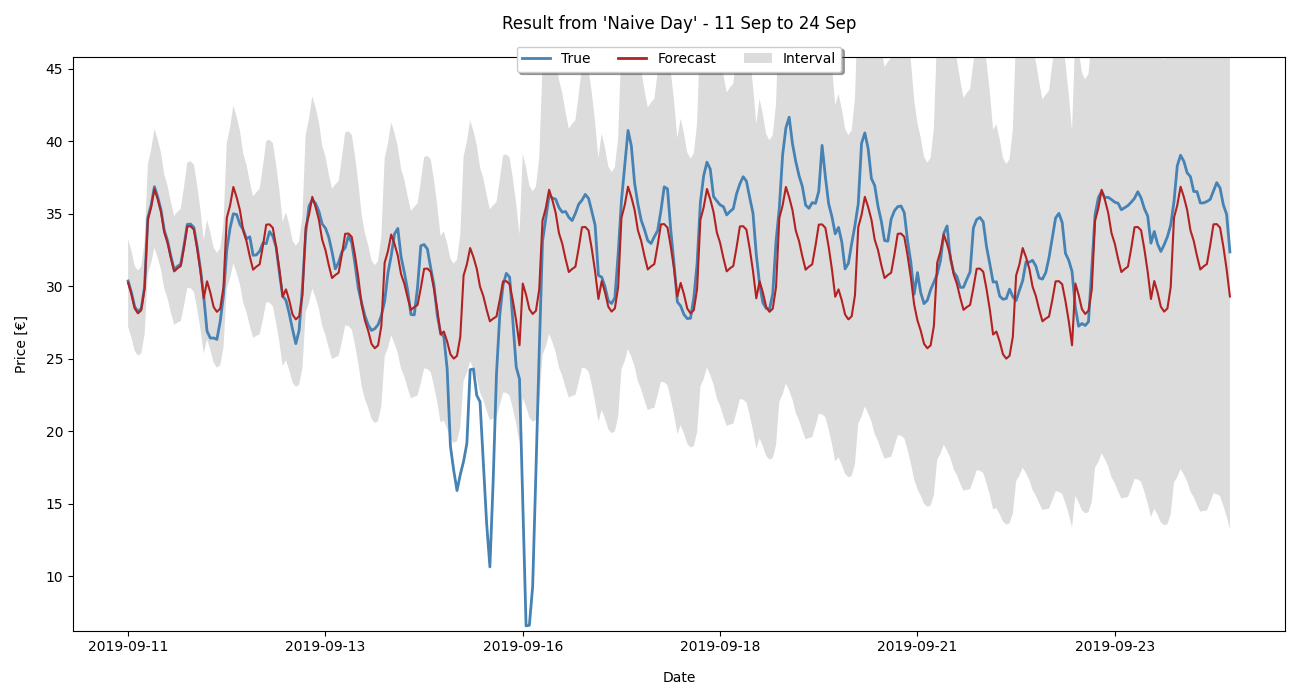 Result from 'Naive Day' - 11 Sep to 24 Sep
True Forecast Interval
45
40
35
30
25
20
15
10
Price [€]
2019-09-11 2019-09-13 2019-09-16 2019-09-18 2019-09-21 2019-09-23
Date